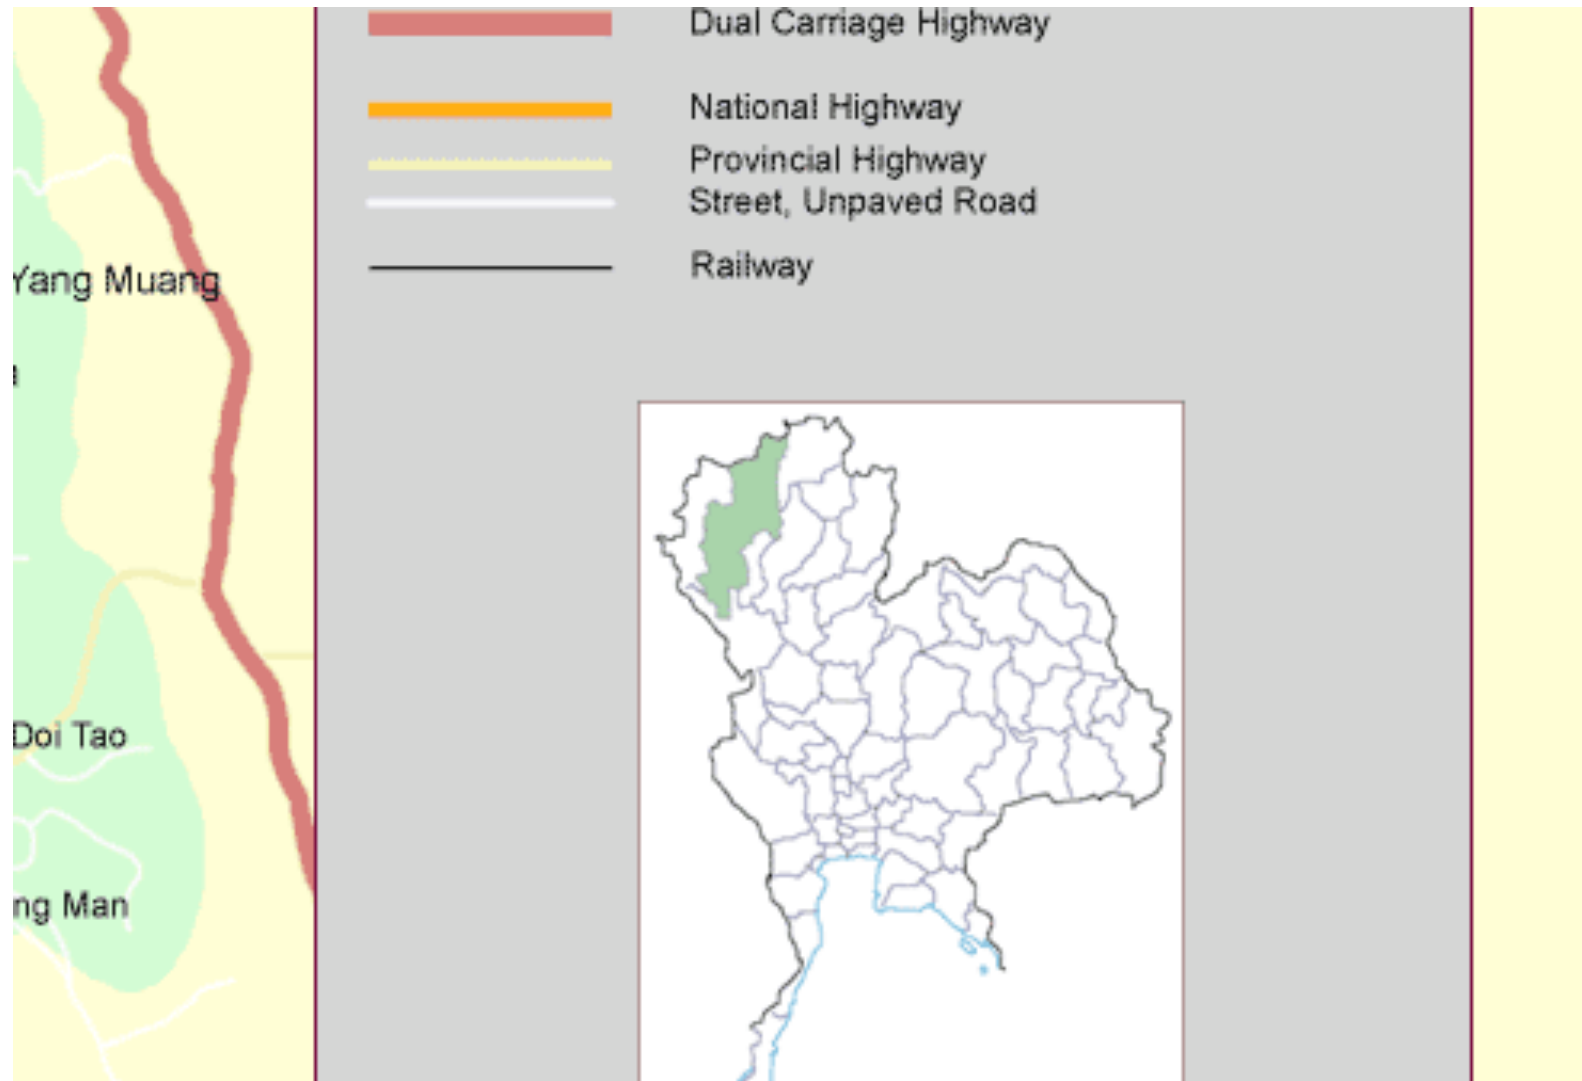 Dual Carriage Highway
National Highway
Provincial Highway
Street, Unpaved Road
Railway
Yang Muang
Doi Tao
ng Man